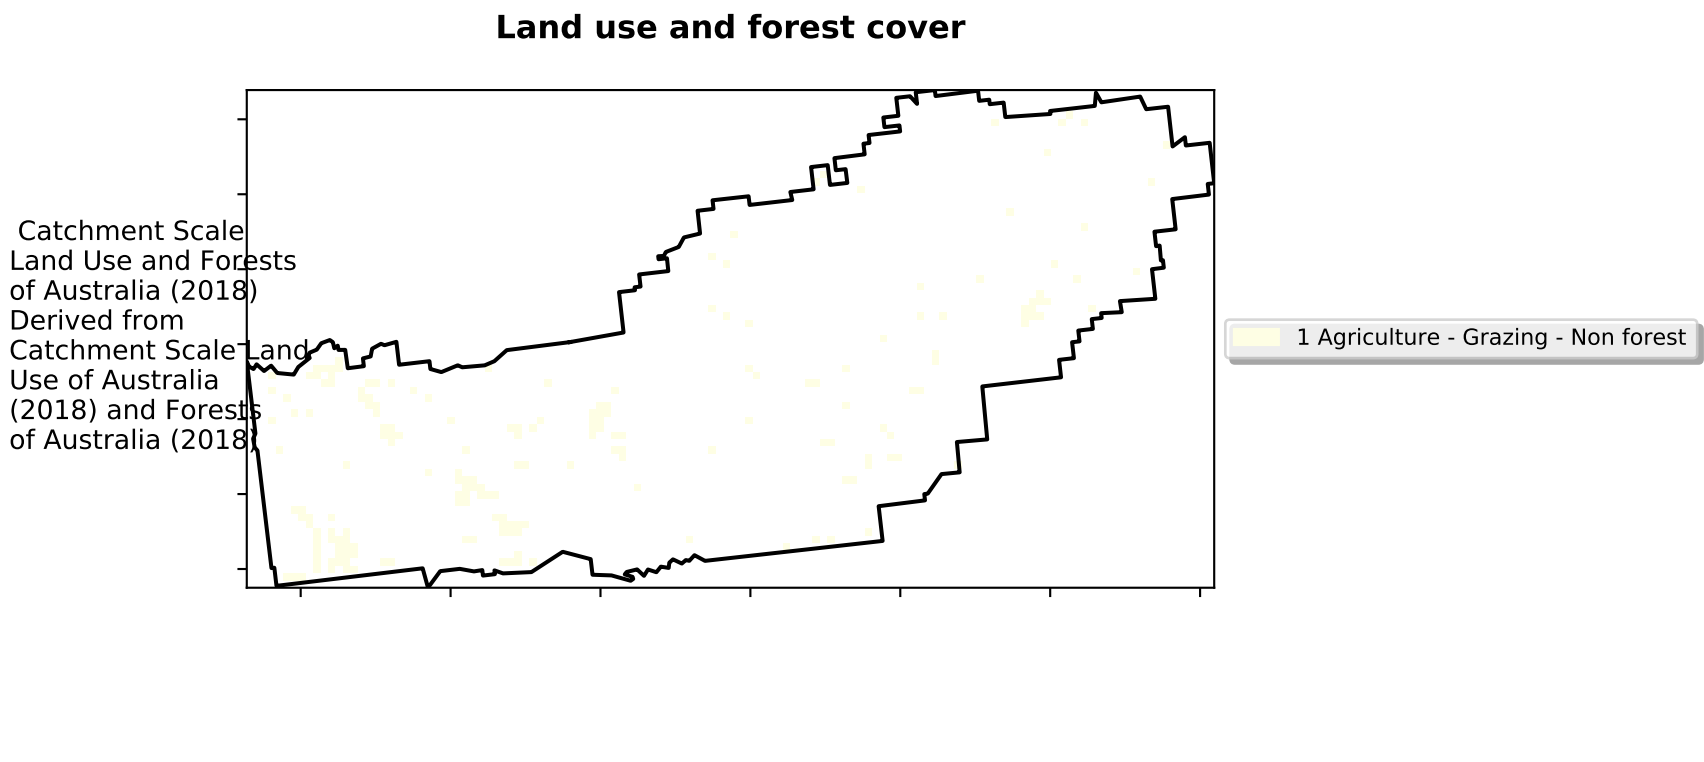 Land use and forest cover
Catchment Scale
Land Use and Forests
of Australia (2018)
Derived from
Catchment Scale Land
Use of Australia
(2018) and Forests
of Australia (2018)
1 Agriculture - Grazing - Non forest